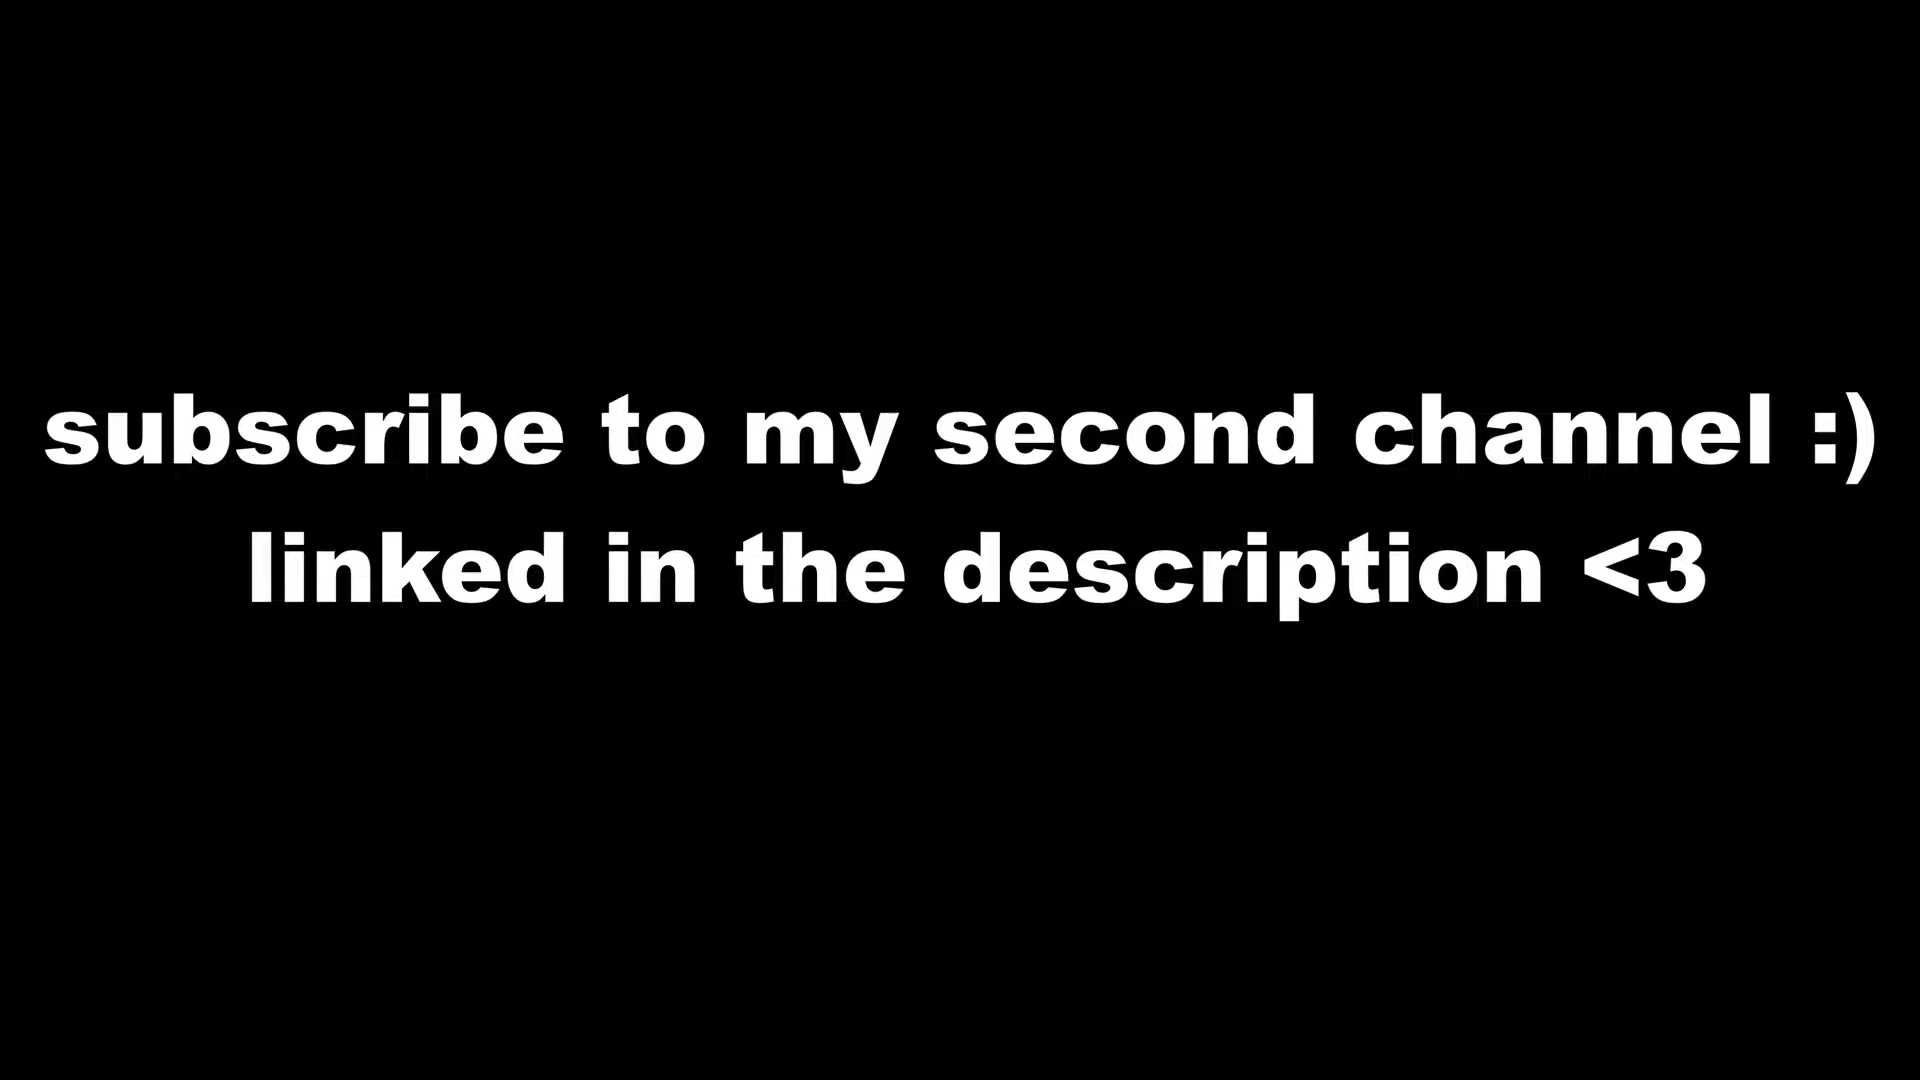 subscribe to my second channel :)
linked in the description <3